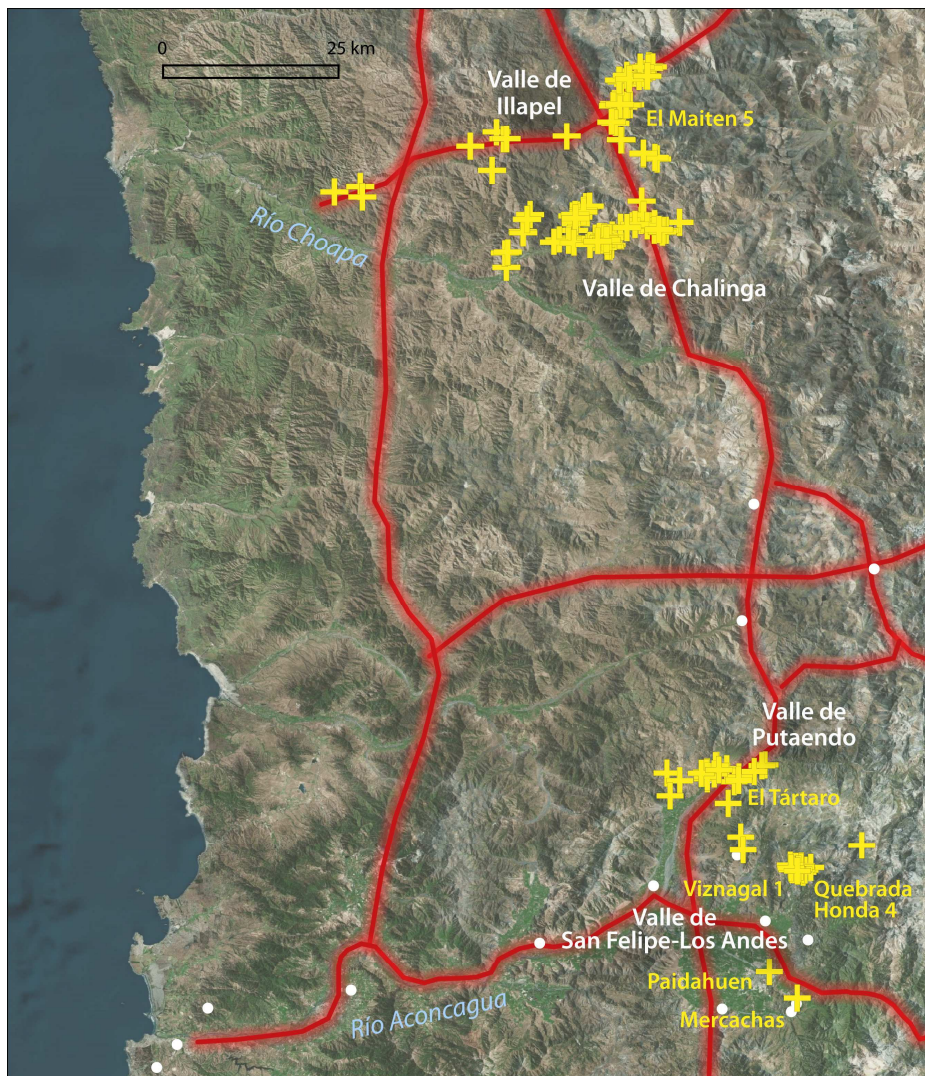 0 25 km
Valle de
Illapel
El Maiten 5
Río Choapa
Valle de Chalinga
Valle de
Putaendo
El Tártaro
Viznagal 1
Quebrada
Honda 4
Valle de
San Felipe-Los Andes
Paidahuen
Río Aconcagua
Mercachas